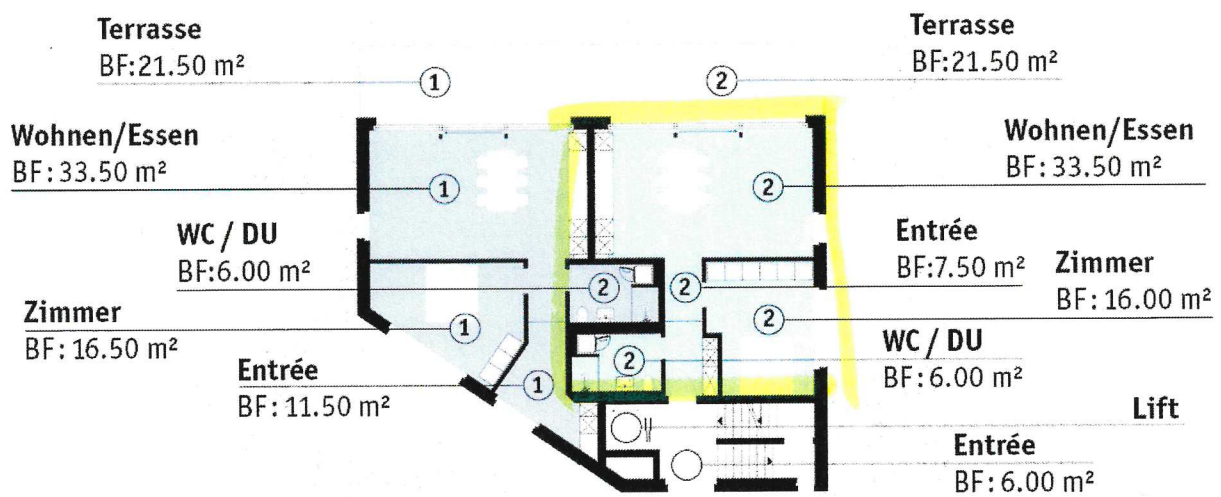 Terrasse
BF:21.50 m²
1
2
Terrasse
BF:21.50 m²
Wohnen/Essen
BF: 33.50 m²
1
2
Wohnen/Essen
BF: 33.50 m²
WC / DU
BF:6.00 m²
2
2
Entrée
BF:7.50 m²
Zimmer
BF: 16.00 m²
2
Zimmer
BF: 16.50 m²
1
WC / DU
BF: 6.00 m²
2
Entrée
BF: 11.50 m²
1
Lift
Entrée
BF: 6.00 m²